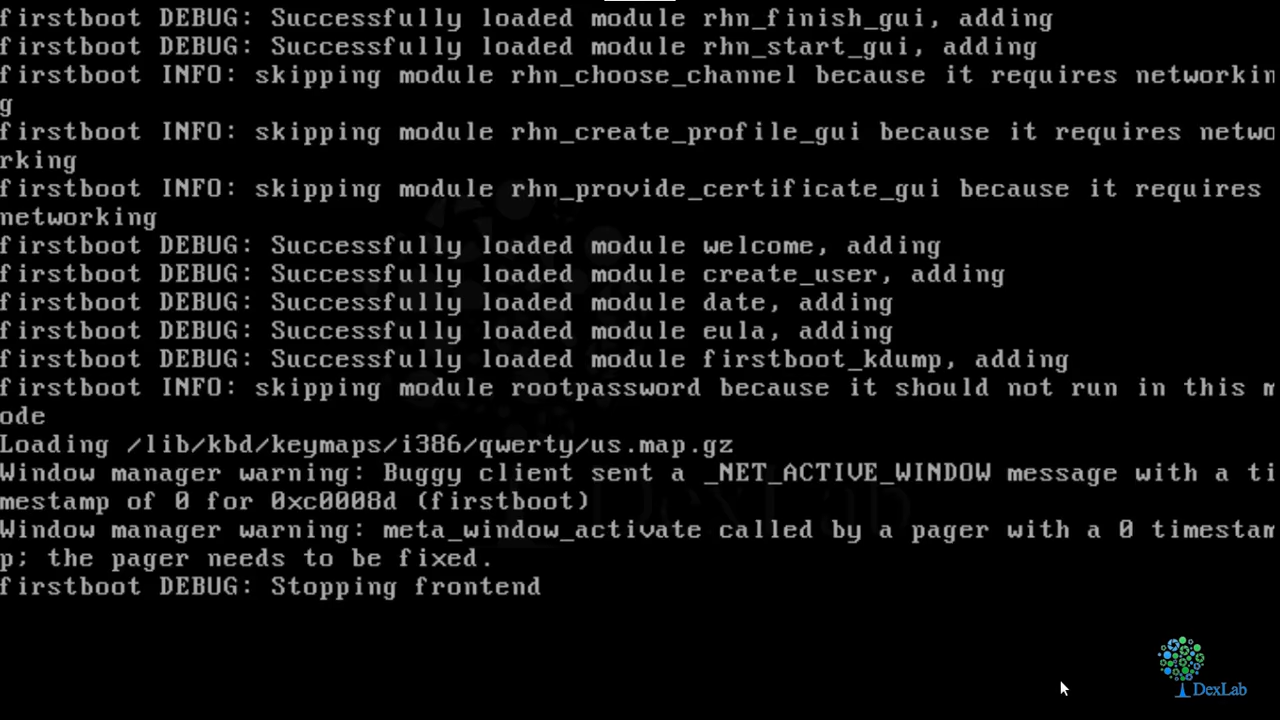 firstboot DEBUG: Successfully loaded module rhn_finish_gui, adding
firstboot DEBUG: Successfully loaded module rhn_start_gui, adding
firstboot INFO: skipping module rhn_choose_channel because it requires networkin
g
firstboot INFO: skipping module rhn_create_profile_gui because it requires netwo
rking
firstboot INFO: skipping module rhn_provide_certificate_gui because it requires
networking
firstboot DEBUG: Successfully loaded module welcome, adding
firstboot DEBUG: Successfully loaded module create_user, adding
firstboot DEBUG: Successfully loaded module date, adding
firstboot DEBUG: Successfully loaded module eula, adding
firstboot DEBUG: Successfully loaded module firstboot_kdump, adding
firstboot INFO: skipping module rootpassword because it should not run in this m
ode
Loading /lib/kbd/keymaps/i386/qwerty/us.map.gz
Window manager warning: Buggy client sent a _NET_ACTIVE_WINDOW message with a ti
mestamp of 0 for 0xc0008d (firstboot)
Window manager warning: meta_window_activate called by a pager with a 0 timestam
p; the pager needs to be fixed.
firstboot DEBUG: Stopping frontend
DexLab
DexLab